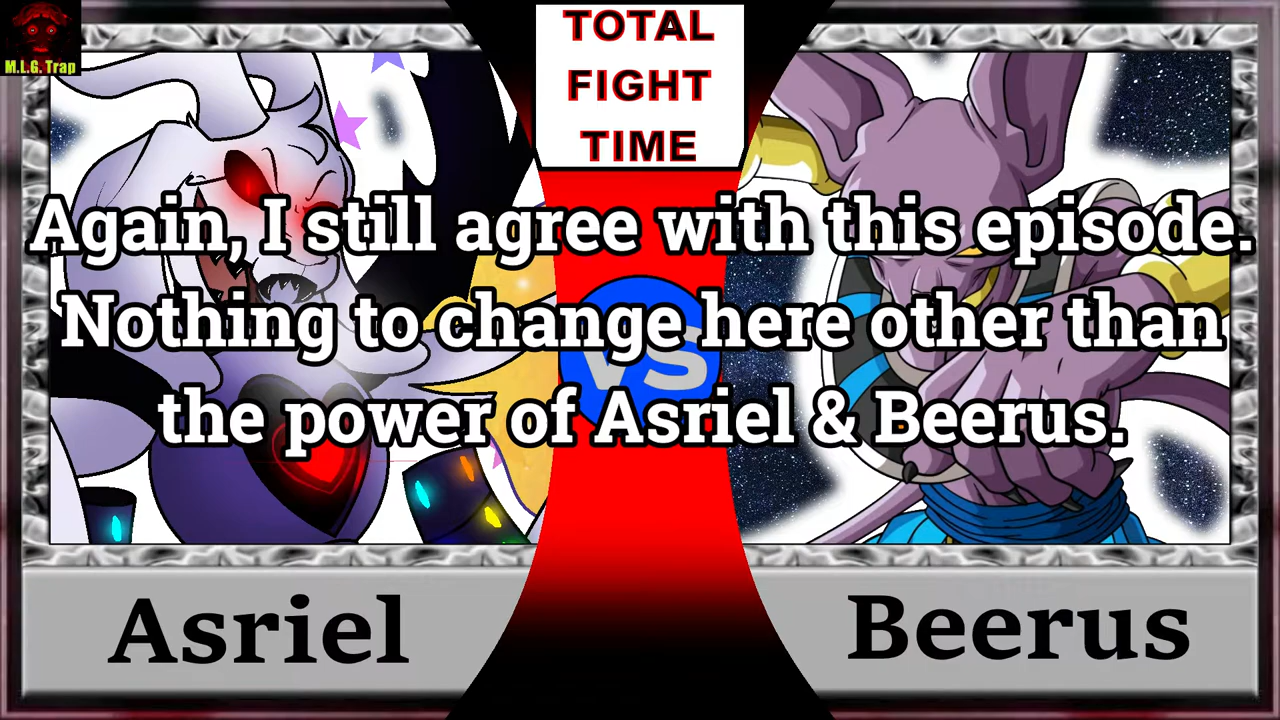 M.L.G. Trap
TOTAL
FIGHT
TIME
Again, I still agree with this episode.
Nothing to change here other than
the power of Asriel & Beerus.
VS
Asriel
Beerus